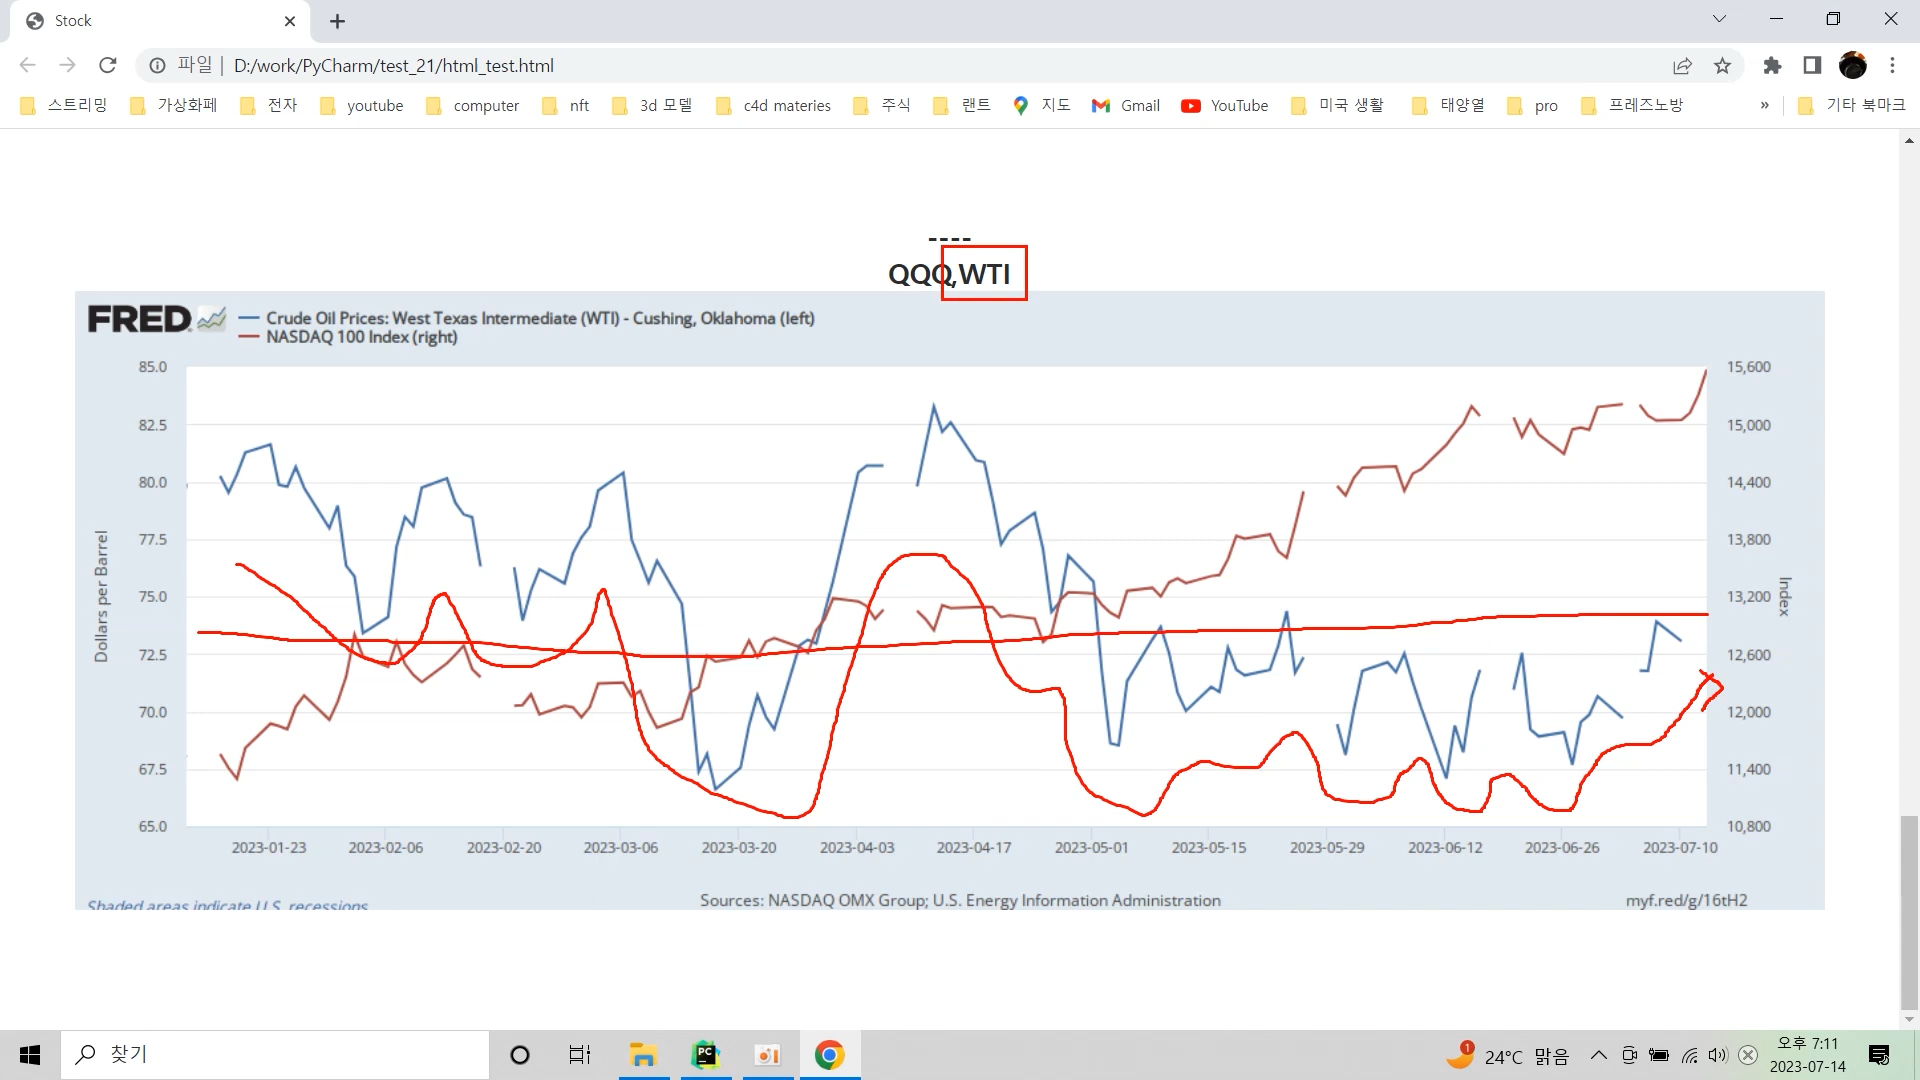 Stock
파일 | D:/work/PyCharm/test_21/html_test.html
스트리밍 가상화폐 전자 youtube computer nft 3d 모델 c4d materies 주식 랜트 지도 Gmail YouTube 미국 생활 태양열 pro 프레즈노방 » 기타 북마크
----
QQQ,WTI
FRED
Crude Oil Prices: West Texas Intermediate (WTI) - Cushing, Oklahoma (left)
NASDAQ 100 Index (right)
85.0 15,600
82.5 15,000
80.0 14,400
77.5 13,800
75.0 13,200
72.5 12,600
70.0 12,000
67.5 11,400
65.0 10,800
Dollars per Barrel
Index
2023-01-23 2023-02-06 2023-02-20 2023-03-06 2023-03-20 2023-04-03 2023-04-17 2023-05-01 2023-05-15 2023-05-29 2023-06-12 2023-06-26 2023-07-10
Shaded areas indicate U.S. recessions
Sources: NASDAQ OMX Group; U.S. Energy Information Administration
myf.red/g/16tH2
찾기
PC
1
24°C 맑음
오후 7:11
2023-07-14